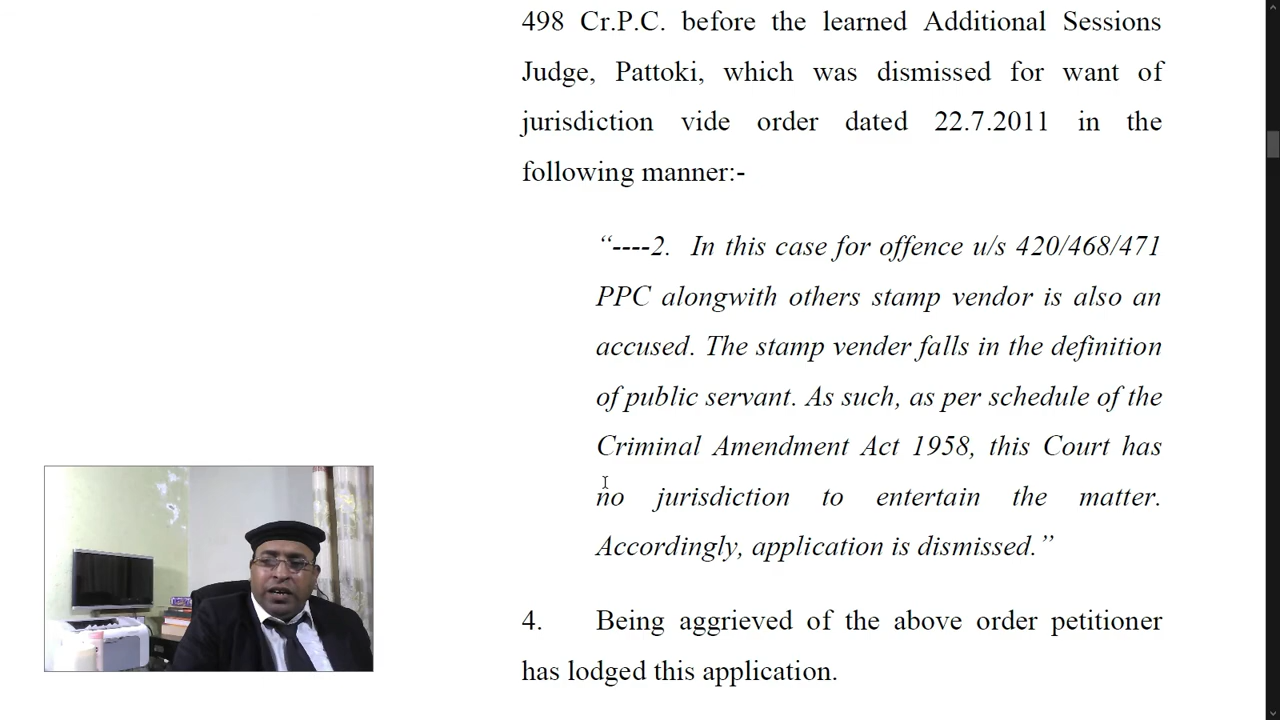 498 Cr.P.C. before the learned Additional Sessions
Judge, Pattoki, which was dismissed for want of
jurisdiction vide order dated 22.7.2011 in the
following manner:-
“----2. In this case for offence u/s 420/468/471
PPC alongwith others stamp vendor is also an
accused. The stamp vender falls in the definition
of public servant. As such, as per schedule of the
Criminal Amendment Act 1958, this Court has
no jurisdiction to entertain the matter.
Accordingly, application is dismissed.”
4. Being aggrieved of the above order petitioner
has lodged this application.